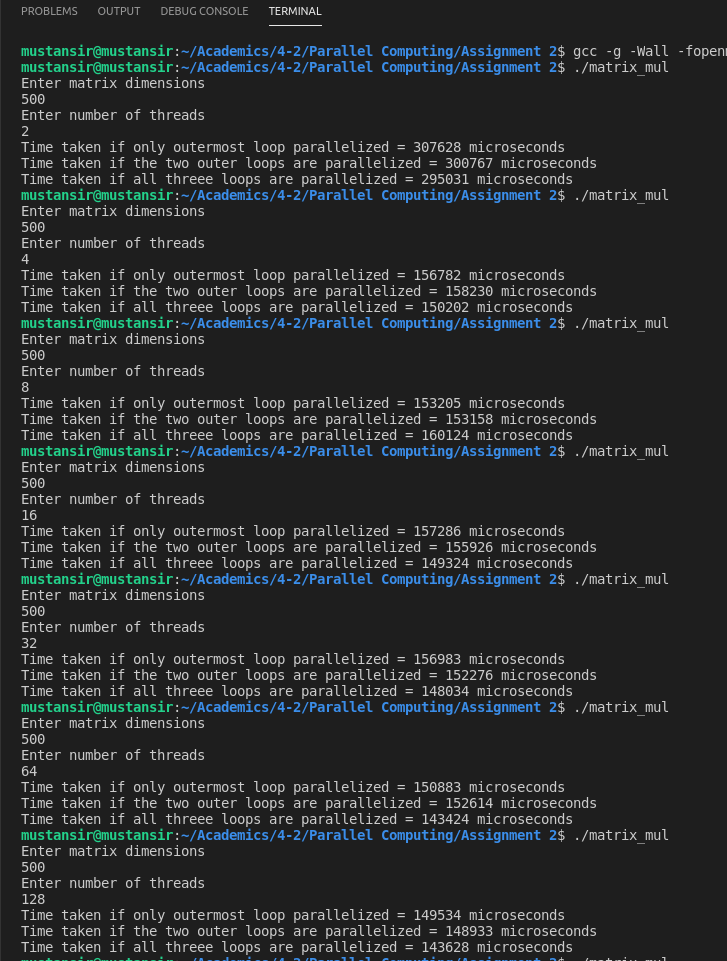 PROBLEMS OUTPUT DEBUG CONSOLE TERMINAL
mustansir@mustansir:~/Academics/4-2/Parallel Computing/Assignment 2$ gcc -g -Wall
mustansir@mustansir:~/Academics/4-2/Parallel Computing/Assignment 2$ ./matrix_mul
Enter matrix dimensions
500
Enter number of threads
2
Time taken if only outermost loop parallelized = 307628 microseconds
Time taken if the two outer loops are parallelized = 300767 microseconds
Time taken if all threee loops are parallelized = 295031 microseconds
mustansir@mustansir:~/Academics/4-2/Parallel Computing/Assignment 2$ ./matrix_mul
Enter matrix dimensions
500
Enter number of threads
4
Time taken if only outermost loop parallelized = 156782 microseconds
Time taken if the two outer loops are parallelized = 158230 microseconds
Time taken if all threee loops are parallelized = 150202 microseconds
mustansir@mustansir:~/Academics/4-2/Parallel Computing/Assignment 2$ ./matrix_mul
Enter matrix dimensions
500
Enter number of threads
8
Time taken if only outermost loop parallelized = 153205 microseconds
Time taken if the two outer loops are parallelized = 153158 microseconds
Time taken if all threee loops are parallelized = 160124 microseconds
mustansir@mustansir:~/Academics/4-2/Parallel Computing/Assignment 2$ ./matrix_mul
Enter matrix dimensions
500
Enter number of threads
16
Time taken if only outermost loop parallelized = 157286 microseconds
Time taken if the two outer loops are parallelized = 155926 microseconds
Time taken if all threee loops are parallelized = 149324 microseconds
mustansir@mustansir:~/Academics/4-2/Parallel Computing/Assignment 2$ ./matrix_mul
Enter matrix dimensions
500
Enter number of threads
32
Time taken if only outermost loop parallelized = 156983 microseconds
Time taken if the two outer loops are parallelized = 152276 microseconds
Time taken if all threee loops are parallelized = 148034 microseconds
mustansir@mustansir:~/Academics/4-2/Parallel Computing/Assignment 2$ ./matrix_mul
Enter matrix dimensions
500
Enter number of threads
64
Time taken if only outermost loop parallelized = 150883 microseconds
Time taken if the two outer loops are parallelized = 152614 microseconds
Time taken if all threee loops are parallelized = 143424 microseconds
mustansir@mustansir:~/Academics/4-2/Parallel Computing/Assignment 2$ ./matrix_mul
Enter matrix dimensions
500
Enter number of threads
128
Time taken if only outermost loop parallelized = 149534 microseconds
Time taken if the two outer loops are parallelized = 148933 microseconds
Time taken if all threee loops are parallelized = 143628 microseconds